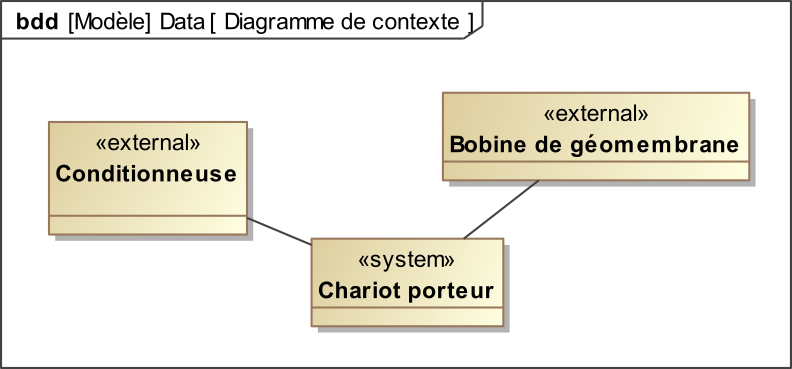 bdd [Modèle] Data [ Diagramme de contexte ]
«external»
Conditionneuse
«external»
Bobine de géomembrane
«system»
Chariot porteur